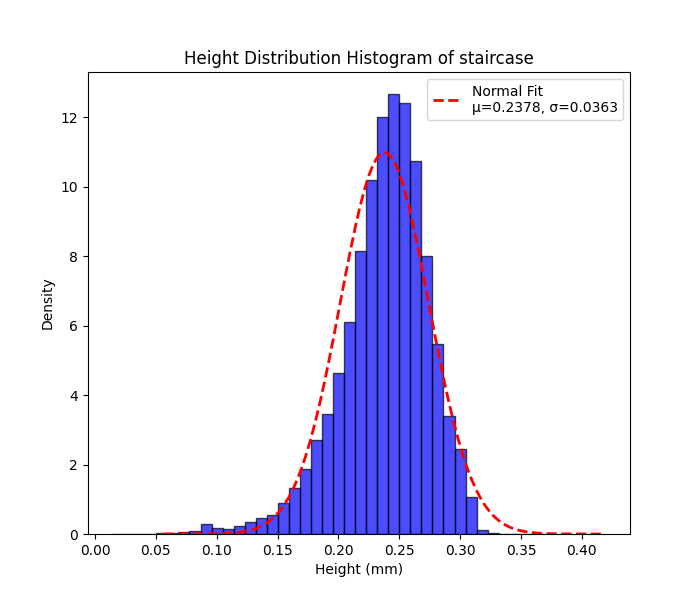 Height Distribution Histogram of staircase
Normal Fit
μ=0.2378, σ=0.0363
Density
12
10
8
6
4
2
0
0.00 0.05 0.10 0.15 0.20 0.25 0.30 0.35 0.40
Height (mm)